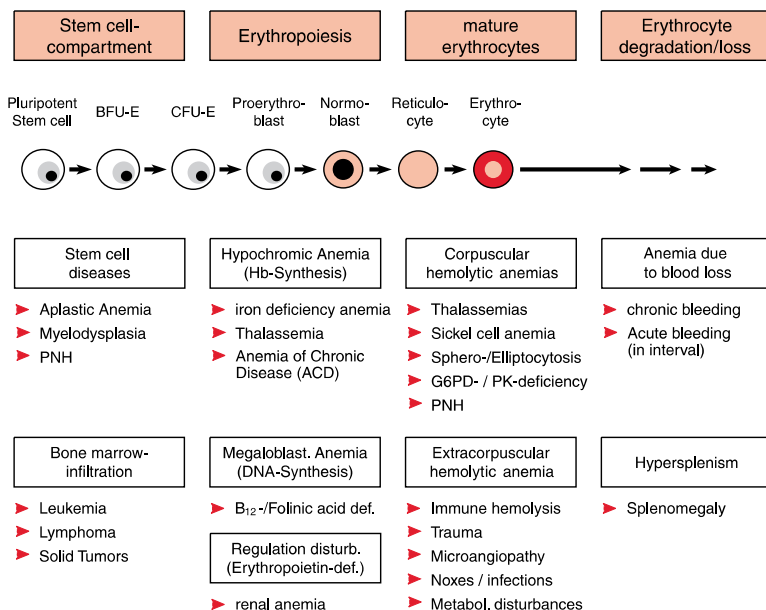 Stem cell-
compartment
Erythropoiesis
mature
erythrocytes
Erythrocyte
degradation/loss
Pluripotent
Stem cell
BFU-E
CFU-E
Proerythro-
blast
Normo-
blast
Reticulo-
cyte
Erythro-
cyte
Stem cell
diseases
Aplastic Anemia
Myelodysplasia
PNH
Hypochromic Anemia
(Hb-Synthesis)
iron deficiency anemia
Thalassemia
Anemia of Chronic
Disease (ACD)
Corpuscular
hemolytic anemias
Thalassemias
Sickel cell anemia
Sphero-/Elliptocytosis
G6PD- / PK-deficiency
PNH
Anemia due
to blood loss
chronic bleeding
Acute bleeding
(in interval)
Bone marrow-
infiltration
Leukemia
Lymphoma
Solid Tumors
Megaloblast. Anemia
(DNA-Synthesis)
B₁₂-/Folinic acid def.
Regulation disturb.
(Erythropoietin-def.)
renal anemia
Extracorpuscular
hemolytic anemia
Immune hemolysis
Trauma
Microangiopathy
Noxes / infections
Metabol. disturbances
Hypersplenism
Splenomegaly